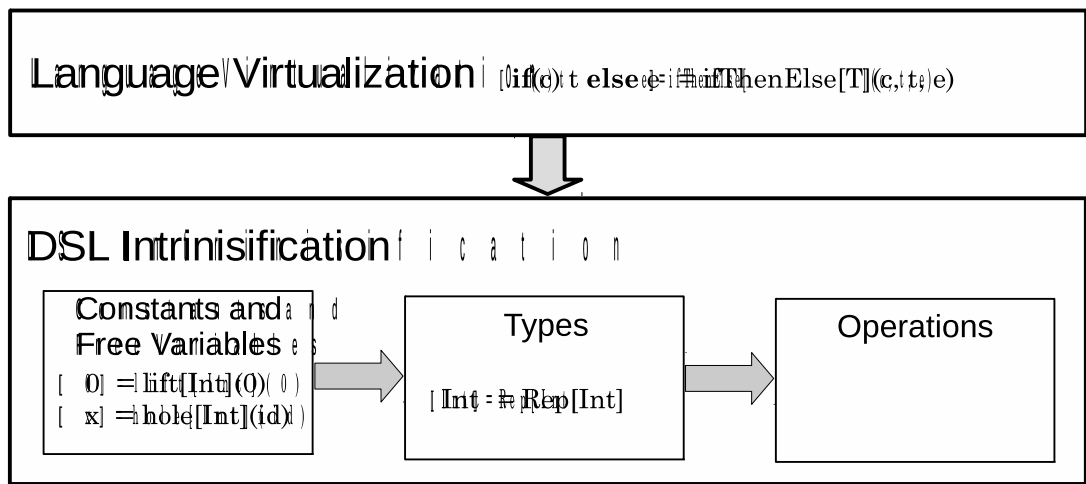 Language Virtualization [if(c) t else e] = ifThenElse[T](c, t, e)
DSL Intrinisification
Constants and
Free Variables
[0] = lift[Int](0)
[x] = hole[Int](id)
Types
[Int] = Rep[Int]
Operations